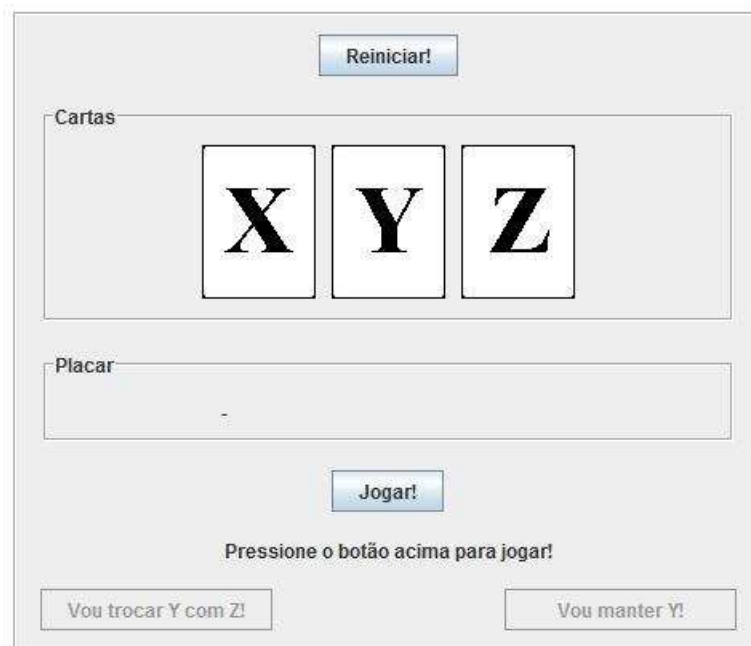 Reiniciar!
Cartas
X Y Z
Placar
-
Jogar!
Pressione o botão acima para jogar!
Vou trocar Y com Z! Vou manter Y!